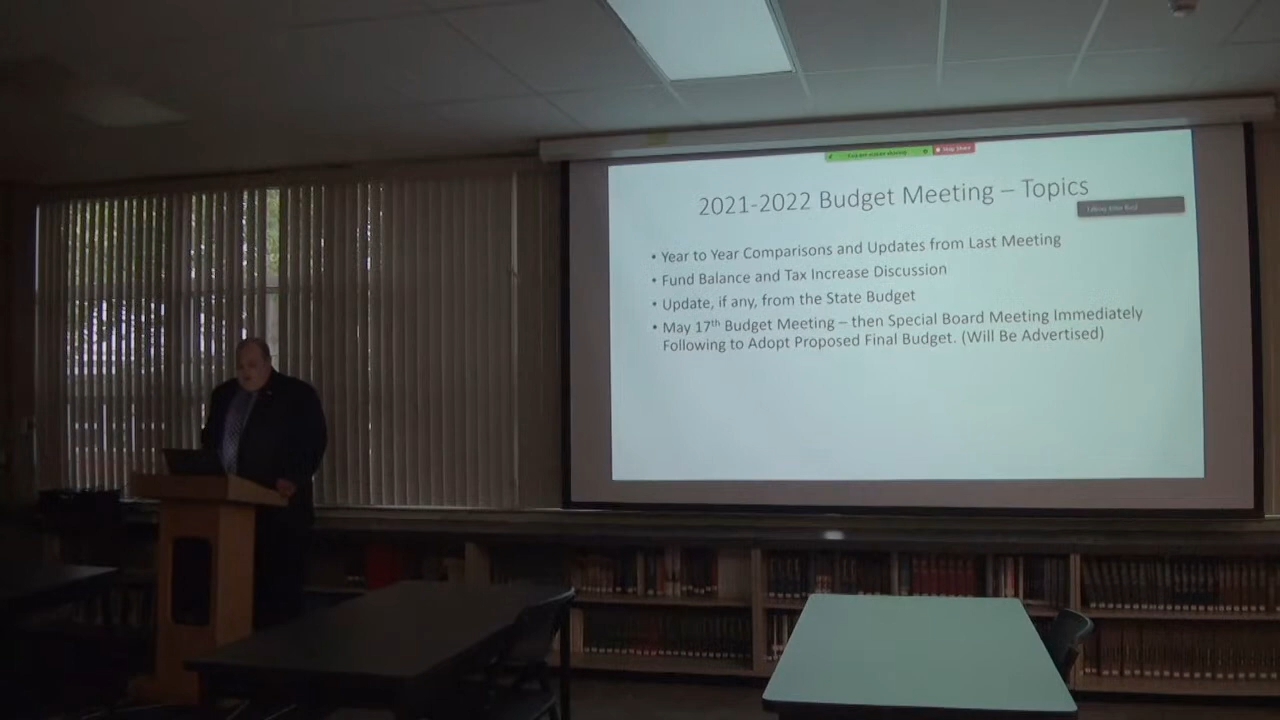 2021-2022 Budget Meeting – Topics
• Year to Year Comparisons and Updates from Last Meeting
• Fund Balance and Tax Increase Discussion
• Update, if any, from the State Budget
• May 17th Budget Meeting – then Special Board Meeting Immediately
Following to Adopt Proposed Final Budget. (Will Be Advertised)